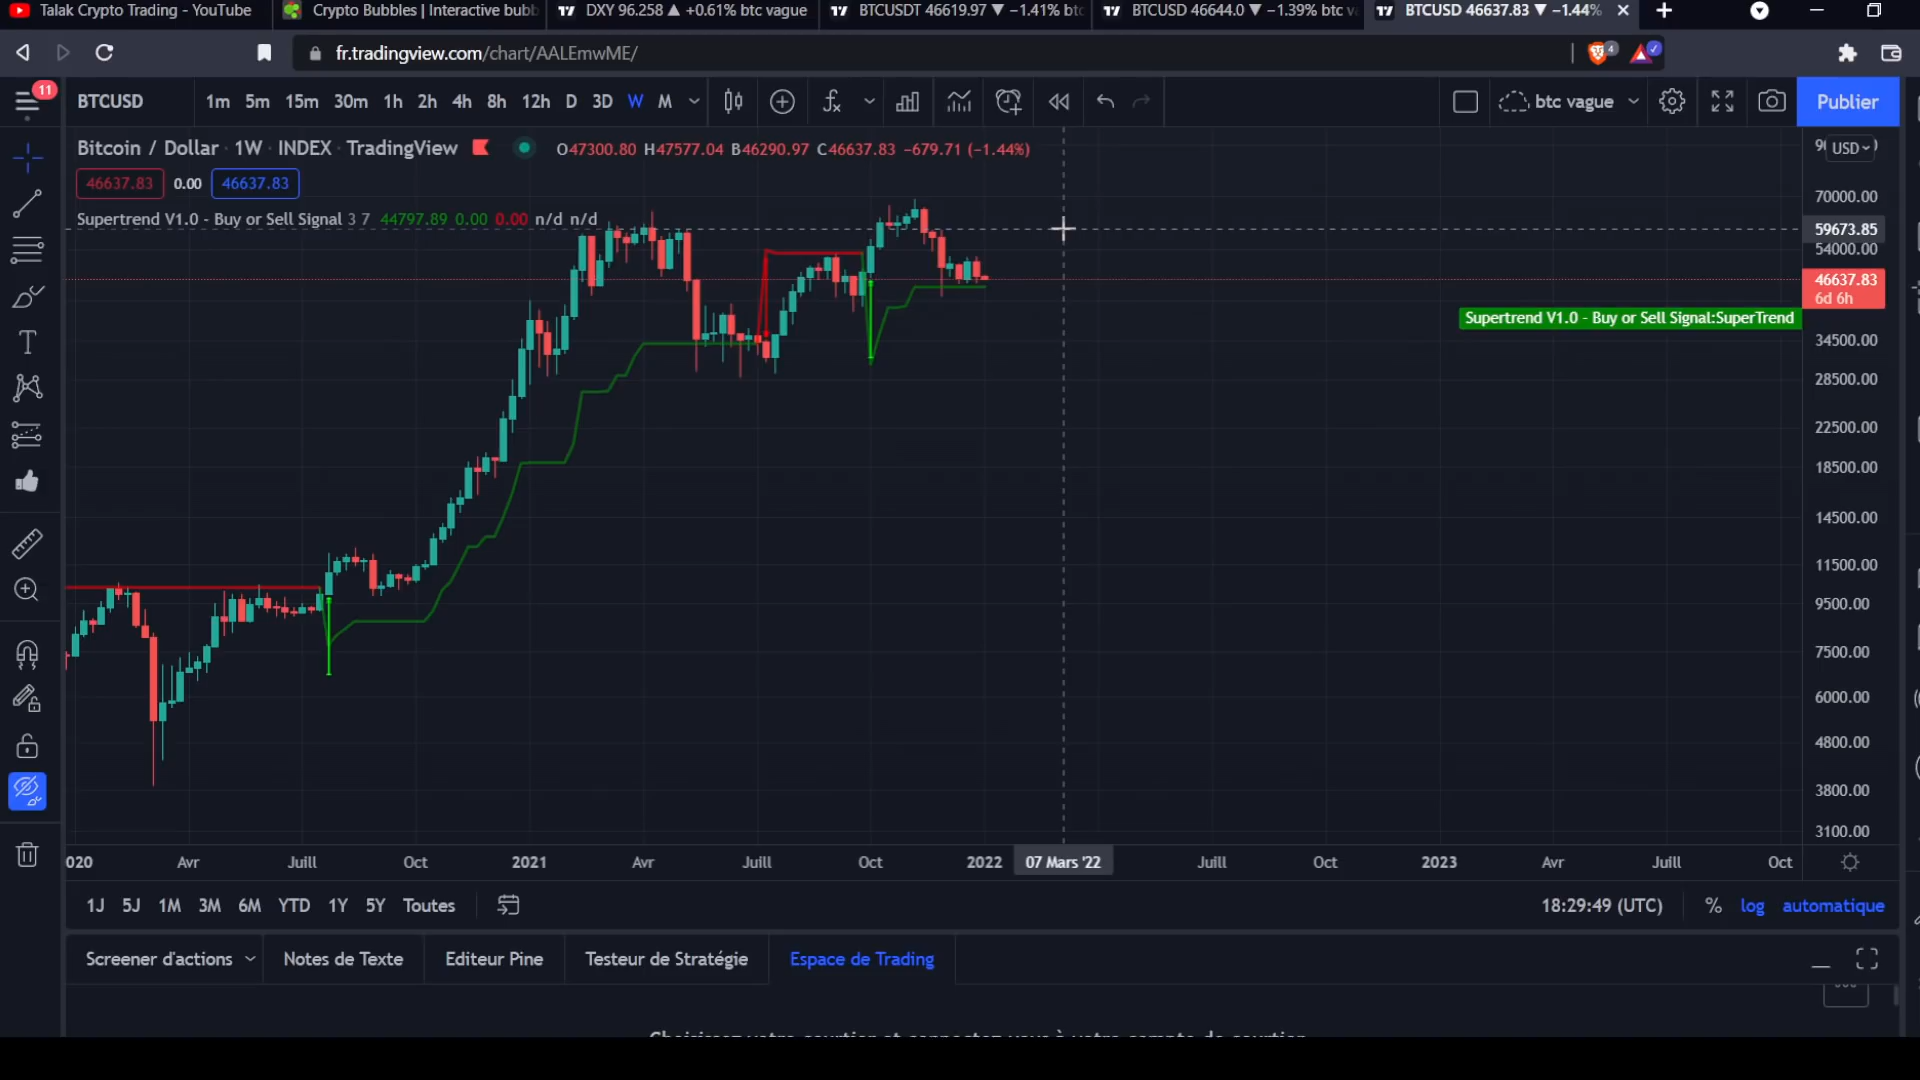 Talak Crypto Trading - YouTube
Crypto Bubbles | Interactive bubb
DXY 96.258 ▲ +0.61% btc vague
BTCUSDT 46619.97 ▼ −1.41% btc
BTCUSD 46644.0 ▼ −1.39% btc v
BTCUSD 46637.83 ▼ −1.44%
fr.tradingview.com/chart/AALEmwME/
4
11
BTCUSD
1m 5m 15m 30m 1h 2h 4h 8h 12h D 3D W M
btc vague
Publier
Bitcoin / Dollar · 1W · INDEX · TradingView
O47300.80 H47577.04 B46290.97 C46637.83 −679.71 (−1.44%)
USD
46637.83 0.00 46637.83
Supertrend V1.0 - Buy or Sell Signal 3 7 44797.89 0.00 0.00 n/d n/d
70000.00
59673.85
54000.00
46637.83
6d 6h
Supertrend V1.0 - Buy or Sell Signal:SuperTrend
34500.00
28500.00
22500.00
18500.00
14500.00
11500.00
9500.00
7500.00
6000.00
4800.00
3800.00
3100.00
020 Avr Juill Oct 2021 Avr Juill Oct 2022 07 Mars '22 Juill Oct 2023 Avr Juill Oct
1J 5J 1M 3M 6M YTD 1Y 5Y Toutes
18:29:49 (UTC) % log automatique
Screener d'actions Notes de Texte Editeur Pine Testeur de Stratégie Espace de Trading